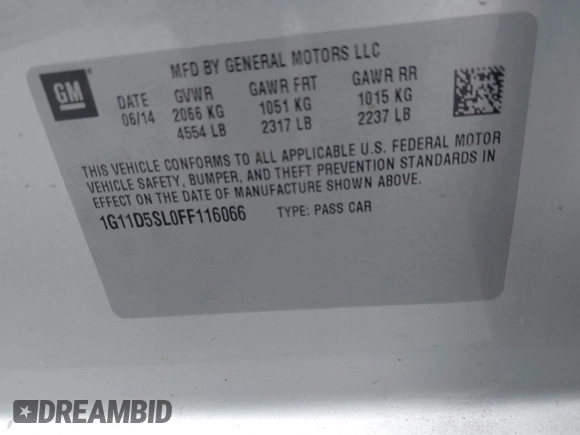 GM
MFD BY GENERAL MOTORS LLC
DATE GVWR GAWR FRT GAWR RR
06/14 2066 KG 1051 KG 1015 KG
4554 LB 2317 LB 2237 LB
THIS VEHICLE CONFORMS TO ALL APPLICABLE U.S. FEDERAL MOTOR
VEHICLE SAFETY, BUMPER, AND THEFT PREVENTION STANDARDS IN
EFFECT ON THE DATE OF MANUFACTURE SHOWN ABOVE.
1G11D5SL0FF116066 TYPE: PASS CAR
DREAMBID